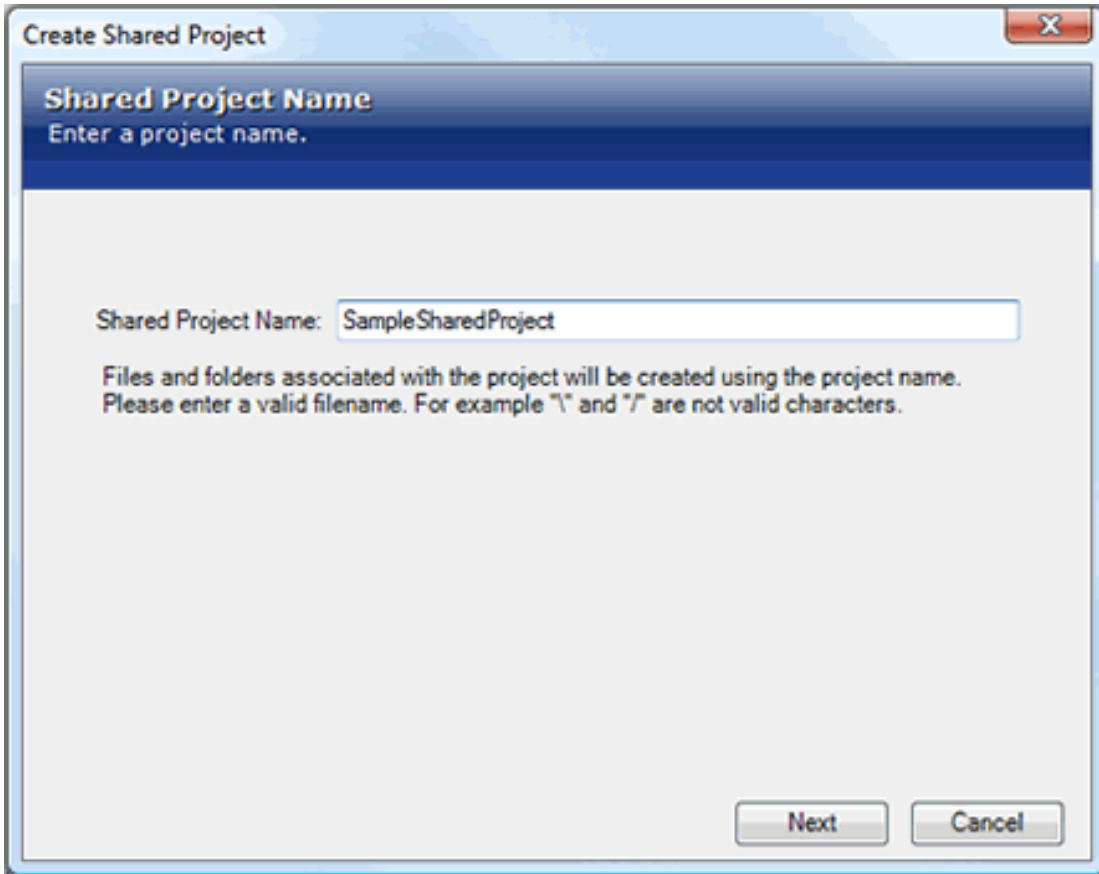 Create Shared Project
Shared Project Name
Enter a project name.
Shared Project Name: SampleSharedProject
Files and folders associated with the project will be created using the project name.
Please enter a valid filename. For example "\" and "/" are not valid characters.
Next Cancel